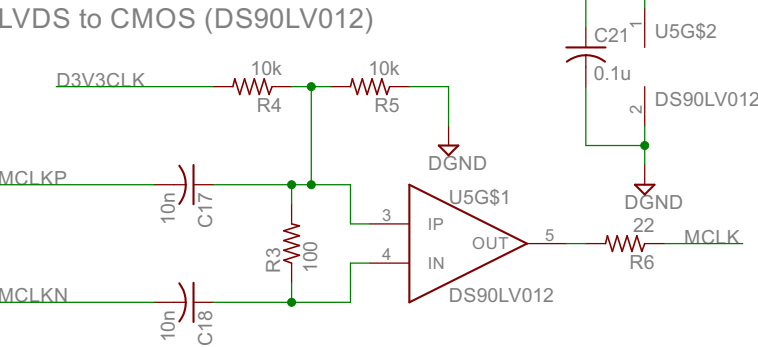 LVDS to CMOS (DS90LV012)
C21
0.1u
1
U5G$2
2
DS90LV012
DGND
D3V3CLK
10k
R4
10k
R5
DGND
MCLKP
10n
C17
R3
100
MCLKN
10n
C18
U5G$1
3
IP
4
IN
OUT
5
DS90LV012
22
R6
MCLK